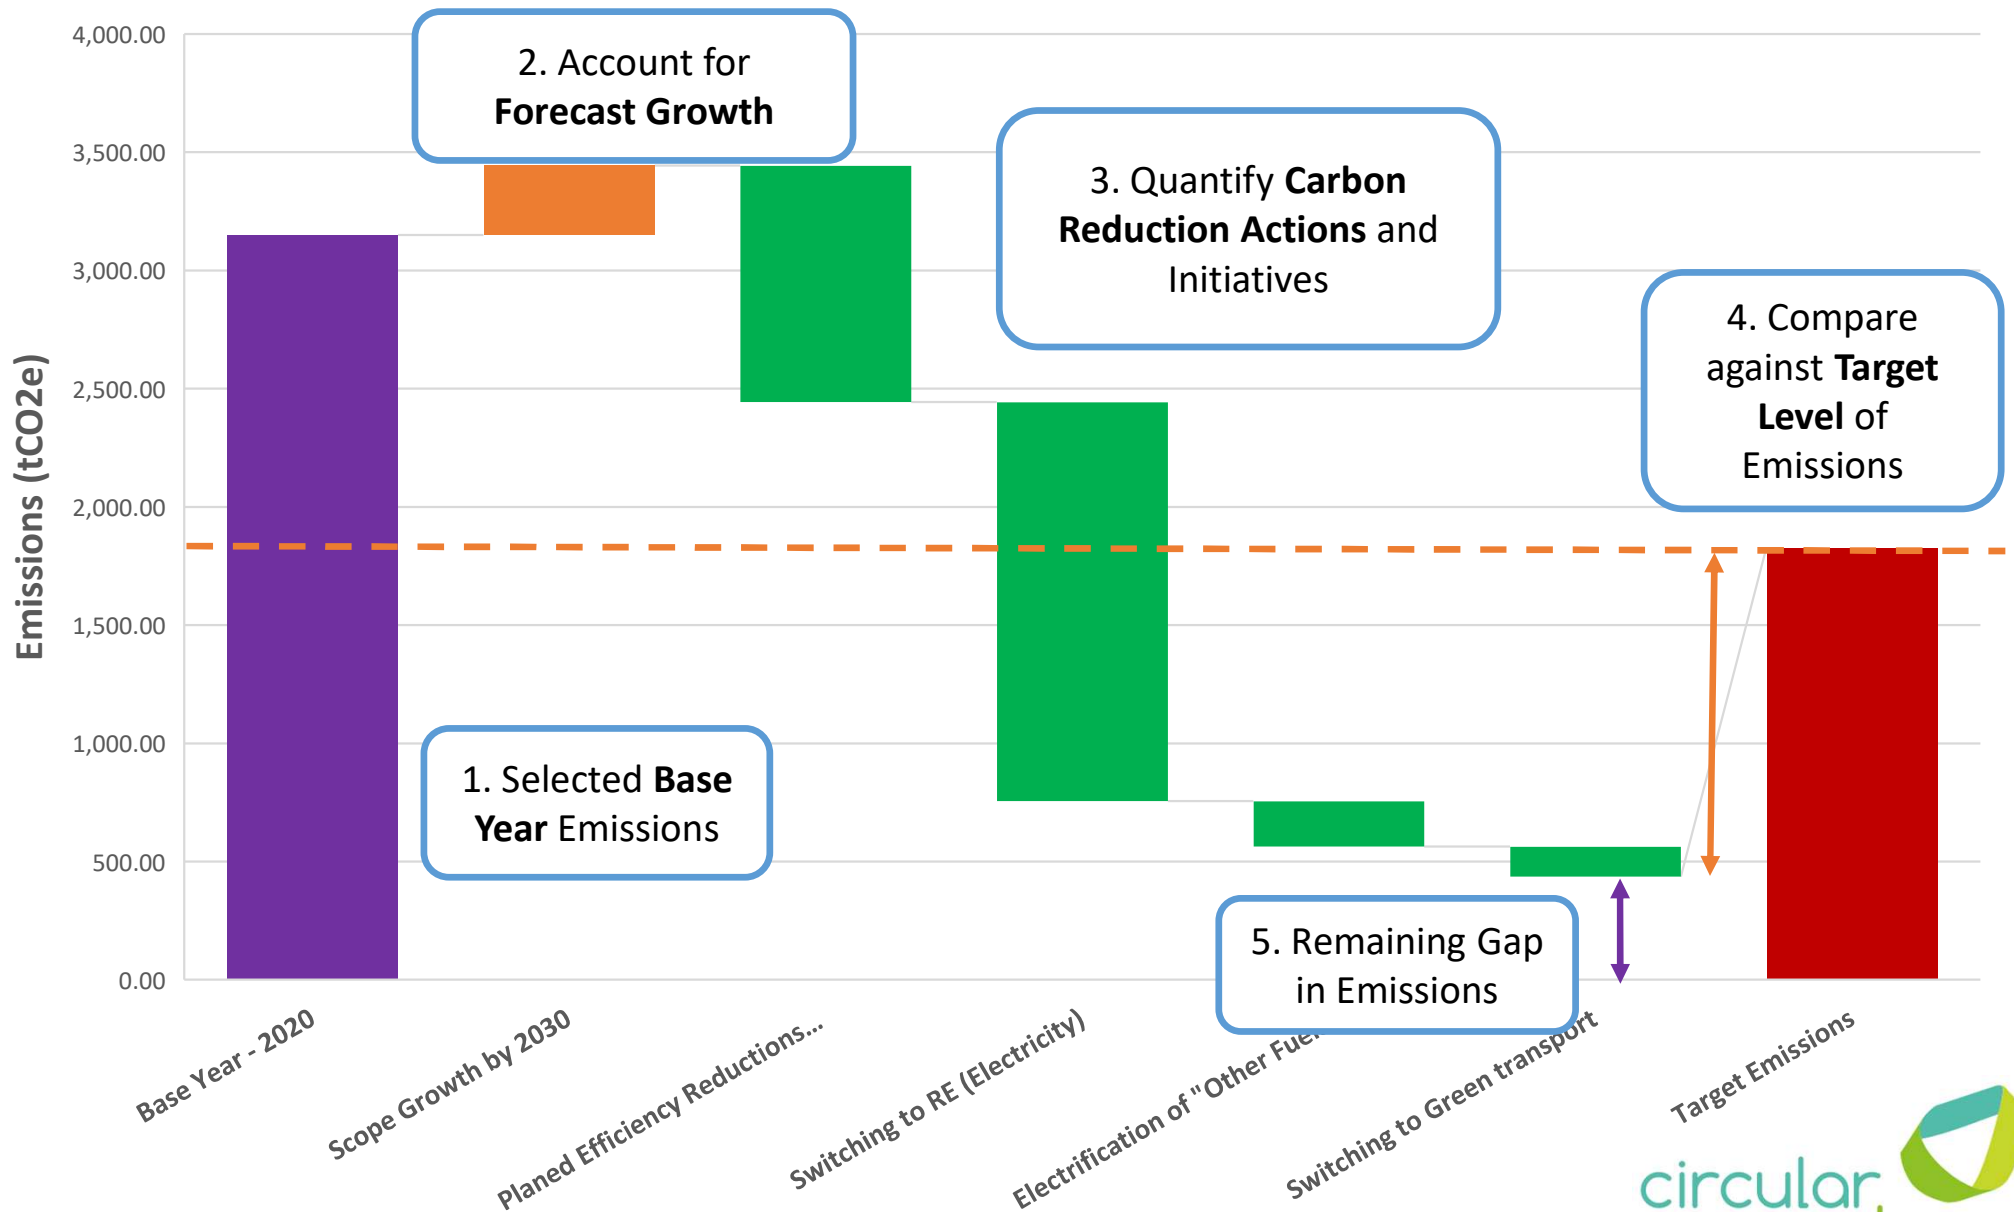 4,000.00
3,500.00
3,000.00
2,500.00
2,000.00
1,500.00
1,000.00
500.00
0.00
Emissions (tCO2e)
2. Account for
Forecast Growth
3. Quantify Carbon
Reduction Actions and
Initiatives
4. Compare
against Target
Level of
Emissions
1. Selected Base
Year Emissions
5. Remaining Gap
in Emissions
Base Year - 2020
Scope Growth by 2030
Planed Efficiency Reductions...
Switching to RE (Electricity)
Electrification of "Other Fue
Switching to Green transport
Target Emissions
circular